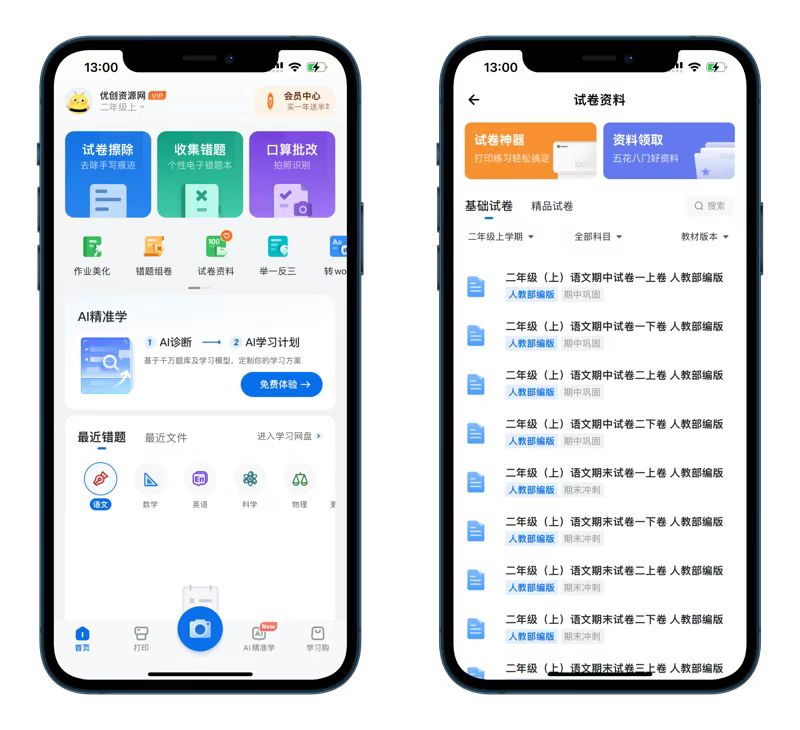 13:00
优创资源网 VIP
二年级上
会员中心
买一年送半年
试卷擦除
去除手写痕迹
收集错题
个性电子错题本
口算批改
拍照识别
作业美化
错题组卷
100
试卷资料
举一反三
Aa
转wo
AI精准学
1 AI诊断 → 2 AI学习计划
基于千万题库及学习模型，定制你的学习方案
免费体验 →
最近错题
最近文件
进入学习网盘 >
语文
数学
En
英语
科学
物理
首页
打印
AI
New
AI精准学
学习购
13:00
试卷资料
试卷神器
打印练习轻松搞定
资料领取
五花八门好资料
基础试卷
精品试卷
搜索
二年级上学期
全部科目
教材版本
二年级（上）语文期中试卷一上卷 人教部编版
人教部编版 期中巩固
二年级（上）语文期中试卷一下卷 人教部编版
人教部编版 期中巩固
二年级（上）语文期中试卷二上卷 人教部编版
人教部编版 期中巩固
二年级（上）语文期中试卷二下卷 人教部编版
人教部编版 期中巩固
二年级（上）语文期末试卷一上卷 人教部编版
人教部编版 期末冲刺
二年级（上）语文期末试卷一下卷 人教部编版
人教部编版 期末冲刺
二年级（上）语文期末试卷二上卷 人教部编版
人教部编版 期末冲刺
二年级（上）语文期末试卷二下卷 人教部编版
人教部编版 期末冲刺
二年级（上）语文期末试卷三上卷 人教部编版